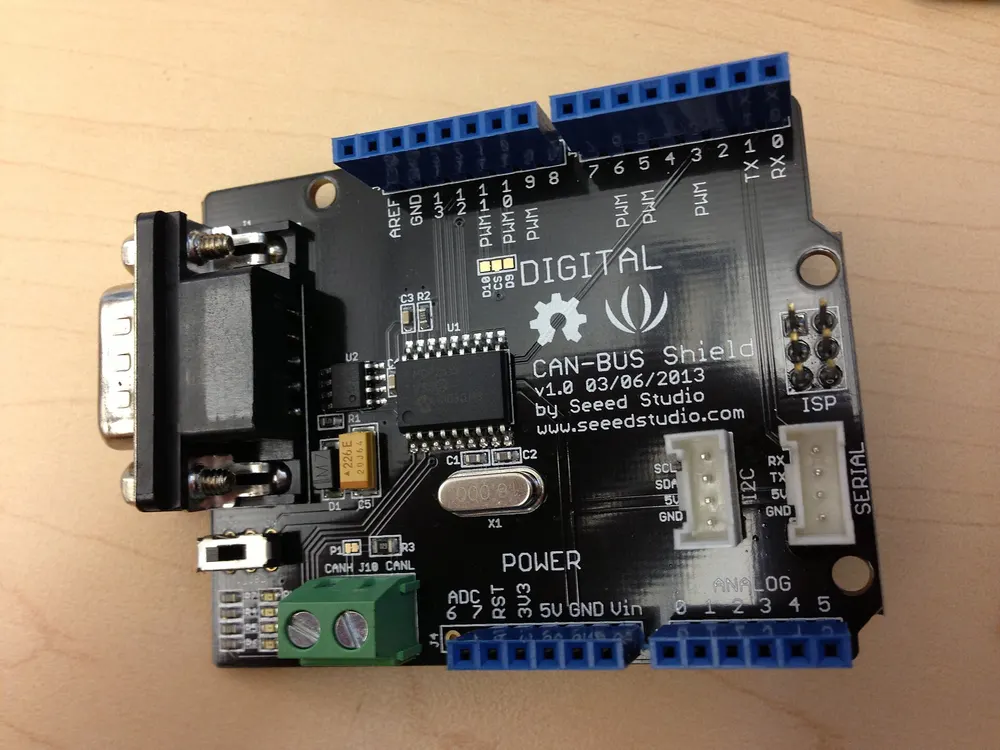 AREF
GND
13
12
11
10
9
8
7
6
5
4
3
2
1
0
PWM
PWM
PWM
PWM
PWM
PWM
TX
RX
D10
CS
D9
DIGITAL
C3
R2
U1
U2
CAN-BUS Shield
v1.0 03/06/2013
by Seeed Studio
www.seeedstudio.com
ISP
R1
226E
20J64
D1
C5
C1
C2
X1
SCL
SDA
5V
GND
I2C
RX
TX
5V
GND
SERIAL
P1
R3
CANH J10 CANL
POWER
ANALOG
ADC
6
7
RST
3V3
5V GND Vin
0 1 2 3 4 5
J4